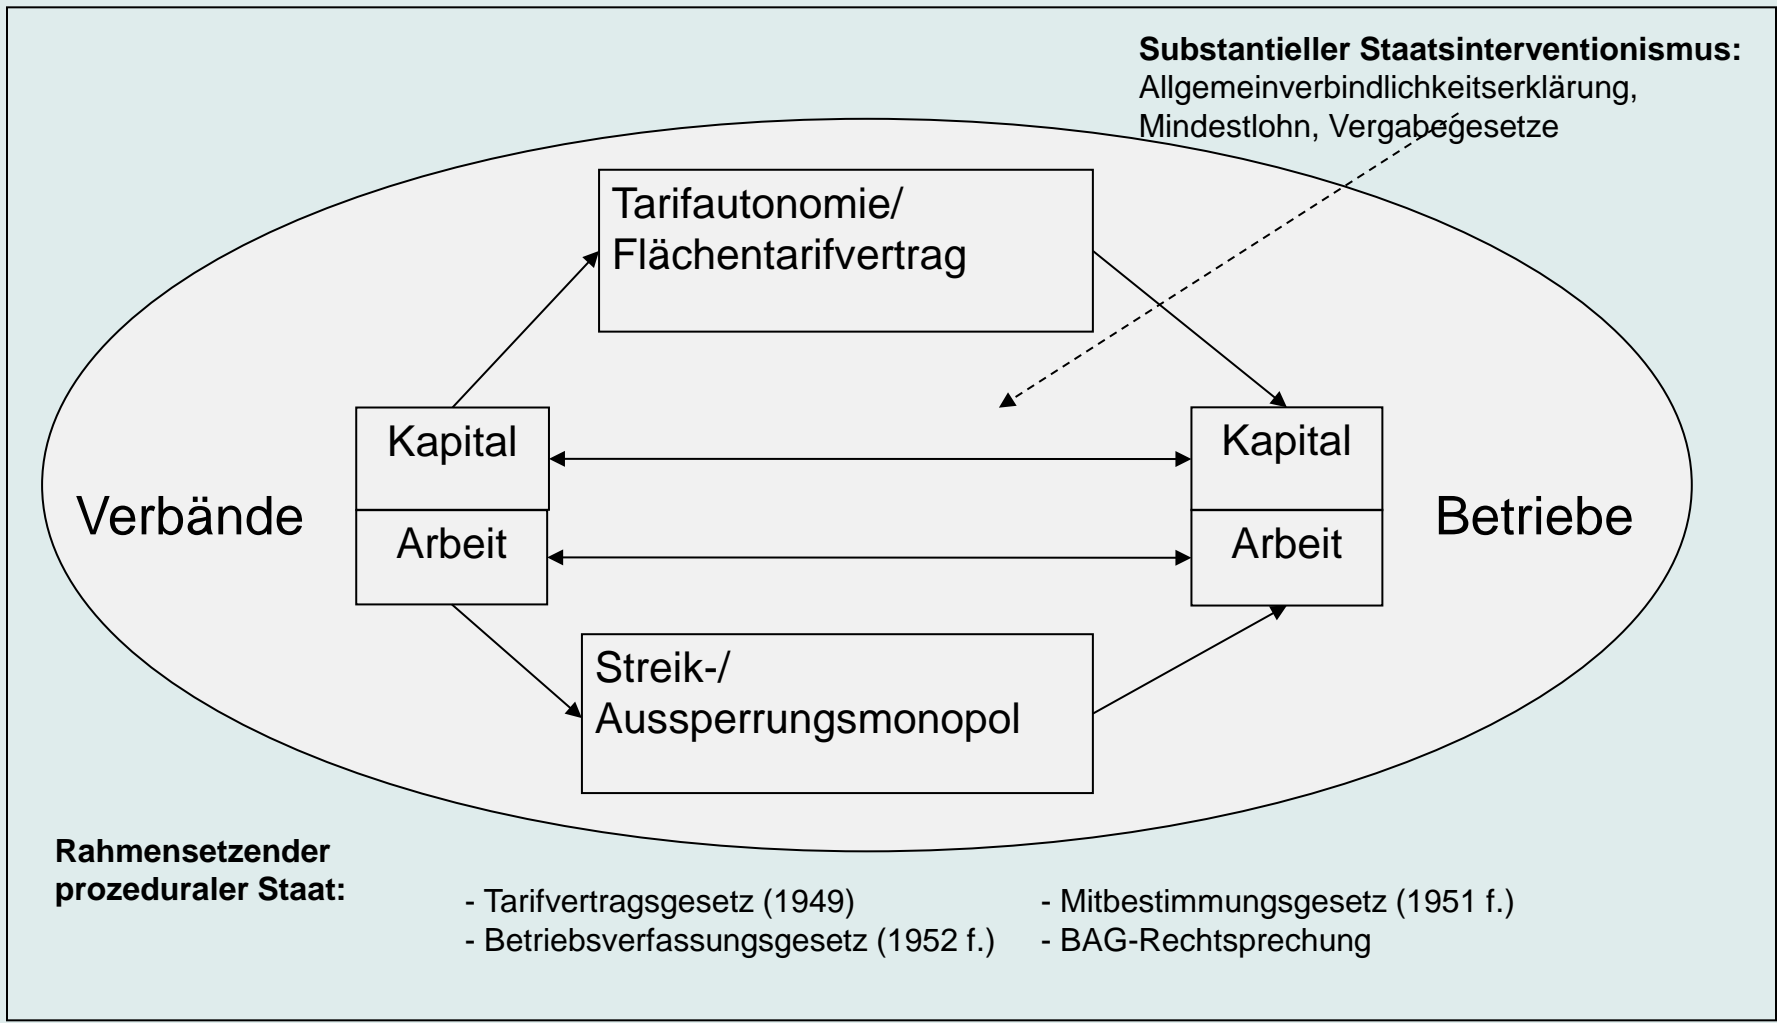 Substantieller Staatsinterventionismus:
Allgemeinverbindlichkeitserklärung,
Mindestlohn, Vergabegesetze
Tarifautonomie/
Flächentarifvertrag
Kapital
Kapital
Verbände
Betriebe
Arbeit
Arbeit
Streik-/
Aussperrungsmonopol
Rahmensetzender
prozeduraler Staat:
- Tarifvertragsgesetz (1949)
- Betriebsverfassungsgesetz (1952 f.)
- Mitbestimmungsgesetz (1951 f.)
- BAG-Rechtsprechung